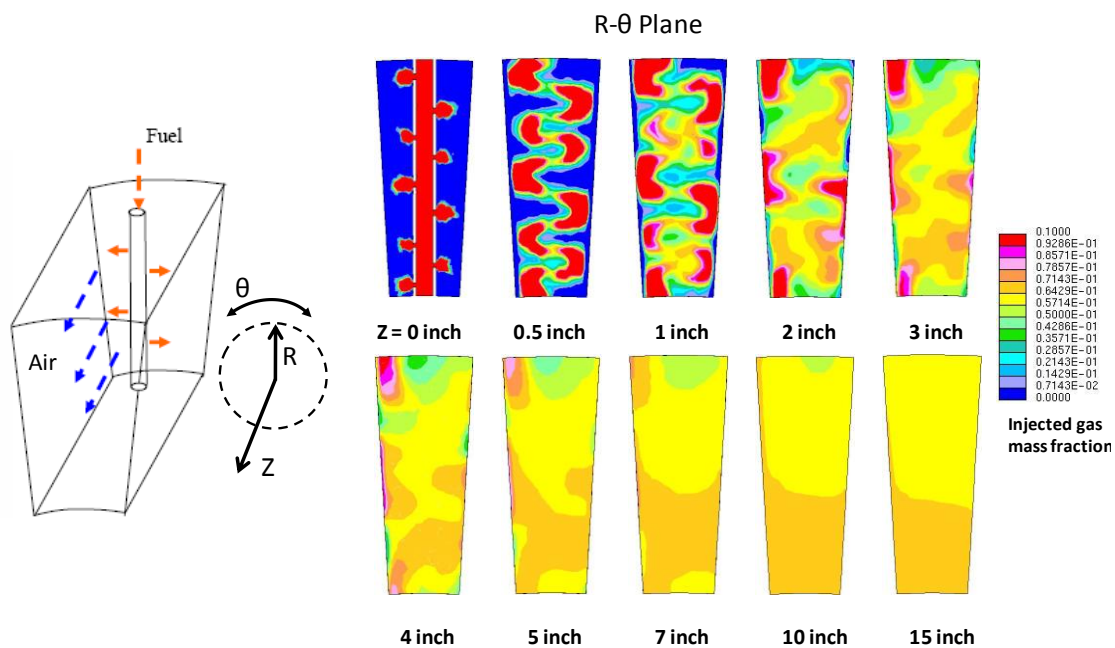 R-θ Plane
Fuel
θ
R
Air
Z
Z = 0 inch
0.5 inch
1 inch
2 inch
3 inch
4 inch
5 inch
7 inch
10 inch
15 inch
0.1000
0.9286E-01
0.8571E-01
0.7857E-01
0.7143E-01
0.6429E-01
0.5714E-01
0.5000E-01
0.4286E-01
0.3571E-01
0.2857E-01
0.2143E-01
0.1429E-01
0.7143E-02
0.0000
Injected gas
mass fraction